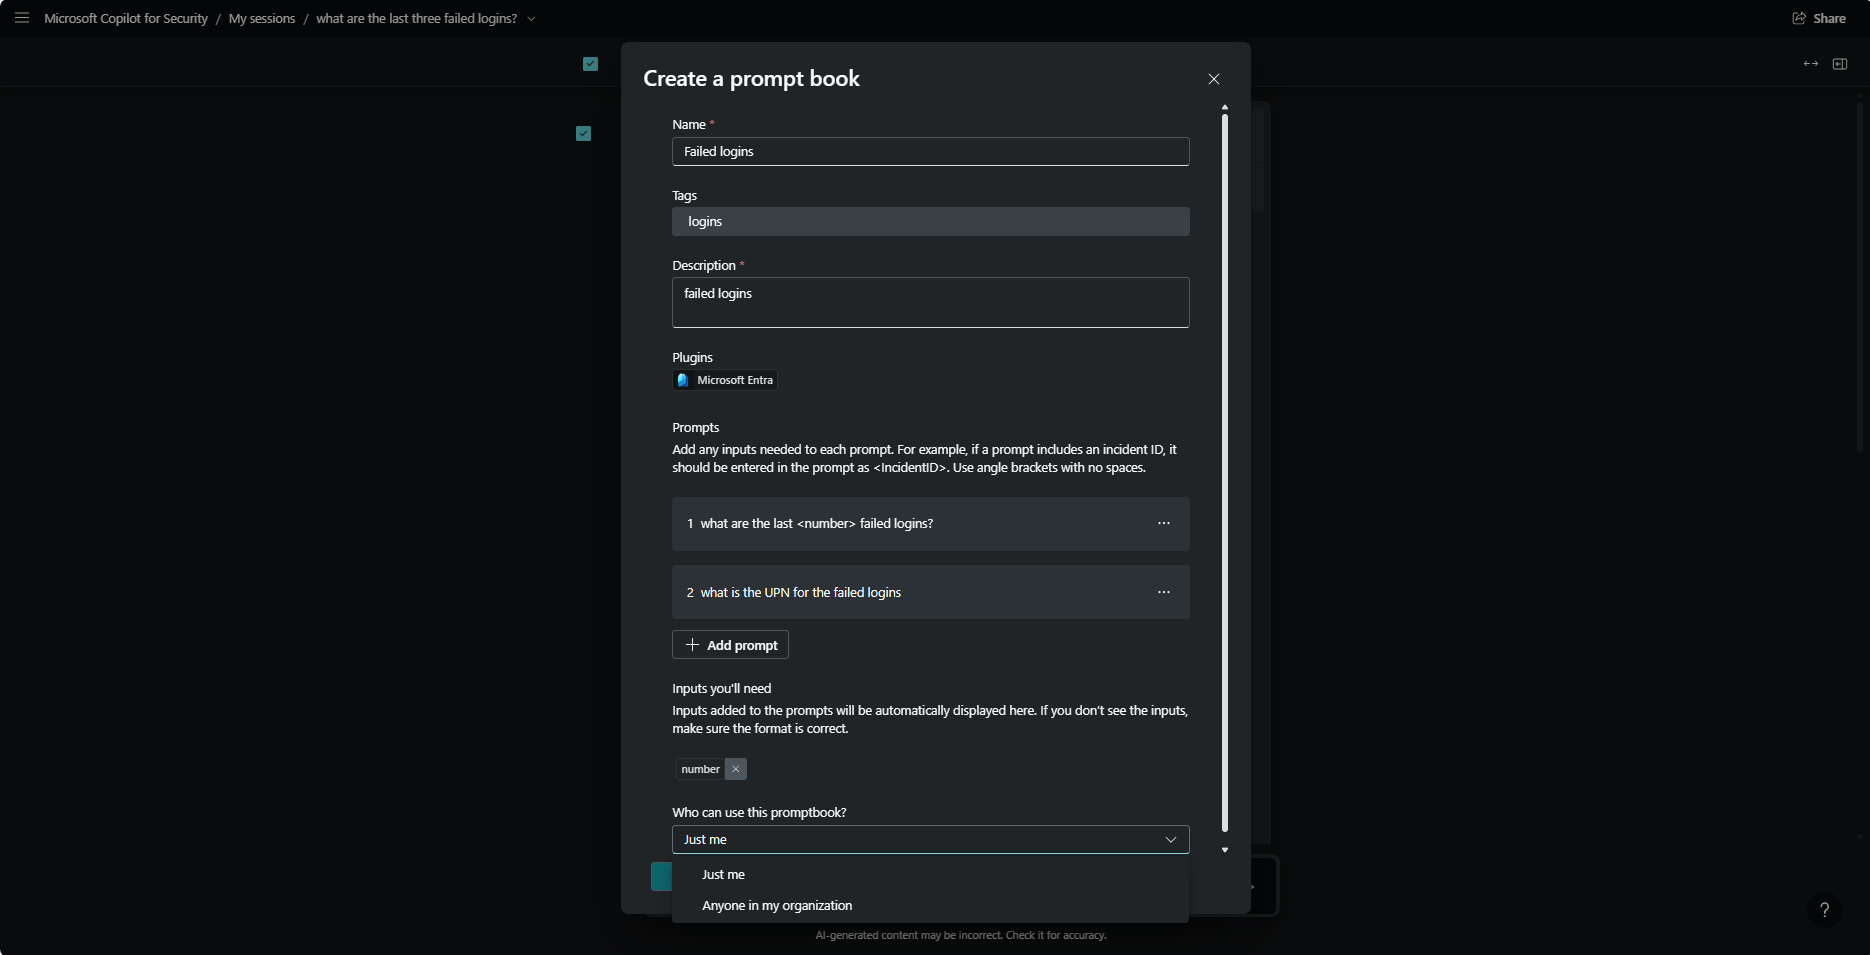 Microsoft Copilot for Security / My sessions / what are the last three failed logins?
Share
Create a prompt book
Name *
Failed logins
Tags
logins
Description *
failed logins
Plugins
Microsoft Entra
Prompts
Add any inputs needed to each prompt. For example, if a prompt includes an incident ID, it
should be entered in the prompt as <IncidentID>. Use angle brackets with no spaces.
1 what are the last <number> failed logins?
2 what is the UPN for the failed logins
Add prompt
Inputs you'll need
Inputs added to the prompts will be automatically displayed here. If you don't see the inputs,
make sure the format is correct.
number
Who can use this promptbook?
Just me
Just me
Anyone in my organization
AI-generated content may be incorrect. Check it for accuracy.